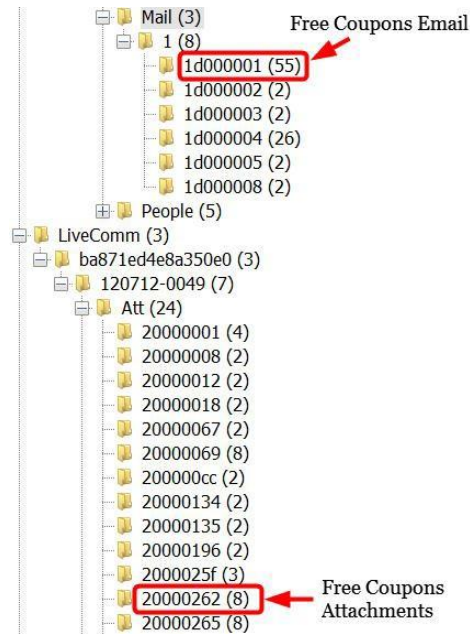 Mail (3)
Free Coupons Email
1 (8)
1d000001 (55)
1d000002 (2)
1d000003 (2)
1d000004 (26)
1d000005 (2)
1d000008 (2)
People (5)
LiveComm (3)
ba871ed4e8a350e0 (3)
120712-0049 (7)
Att (24)
20000001 (4)
20000008 (2)
20000012 (2)
20000018 (2)
20000067 (2)
20000069 (8)
200000cc (2)
20000134 (2)
20000135 (2)
20000196 (2)
2000025f (3)
20000262 (8)
Free Coupons
Attachments
20000265 (8)